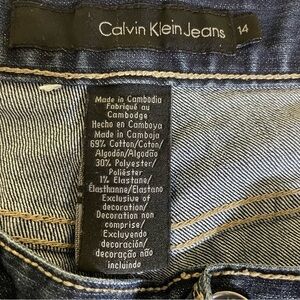 Calvin Klein Jeans 14
Made in Cambodia
Fabriqué au
Cambodge
Hecho en Camboya
Made in Camboja
69% Cotton/Coton/
Algodón/Algodão
30% Polyester/
Poliéster
1% Elastane/
Élasthanne/Elastano
Exclusive of
decoration/
Decoration non
comprise/
Excluyendo
decoración/
decoração não
incluindo